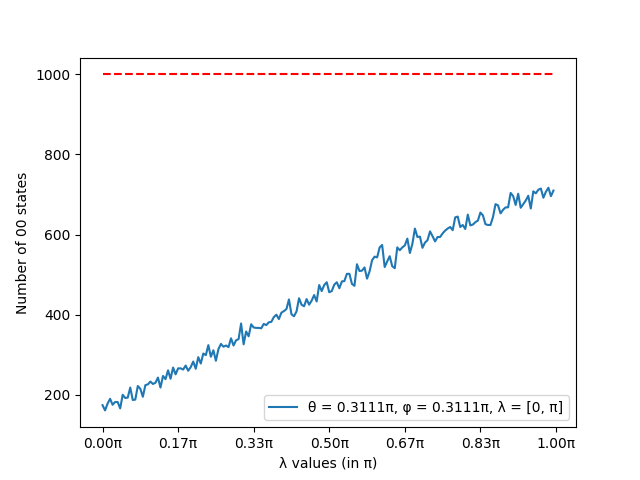 1000
800
600
400
200
Number of 00 states
θ = 0.3111π, φ = 0.3111π, λ = [0, π]
0.00π 0.17π 0.33π 0.50π 0.67π 0.83π 1.00π
λ values (in π)